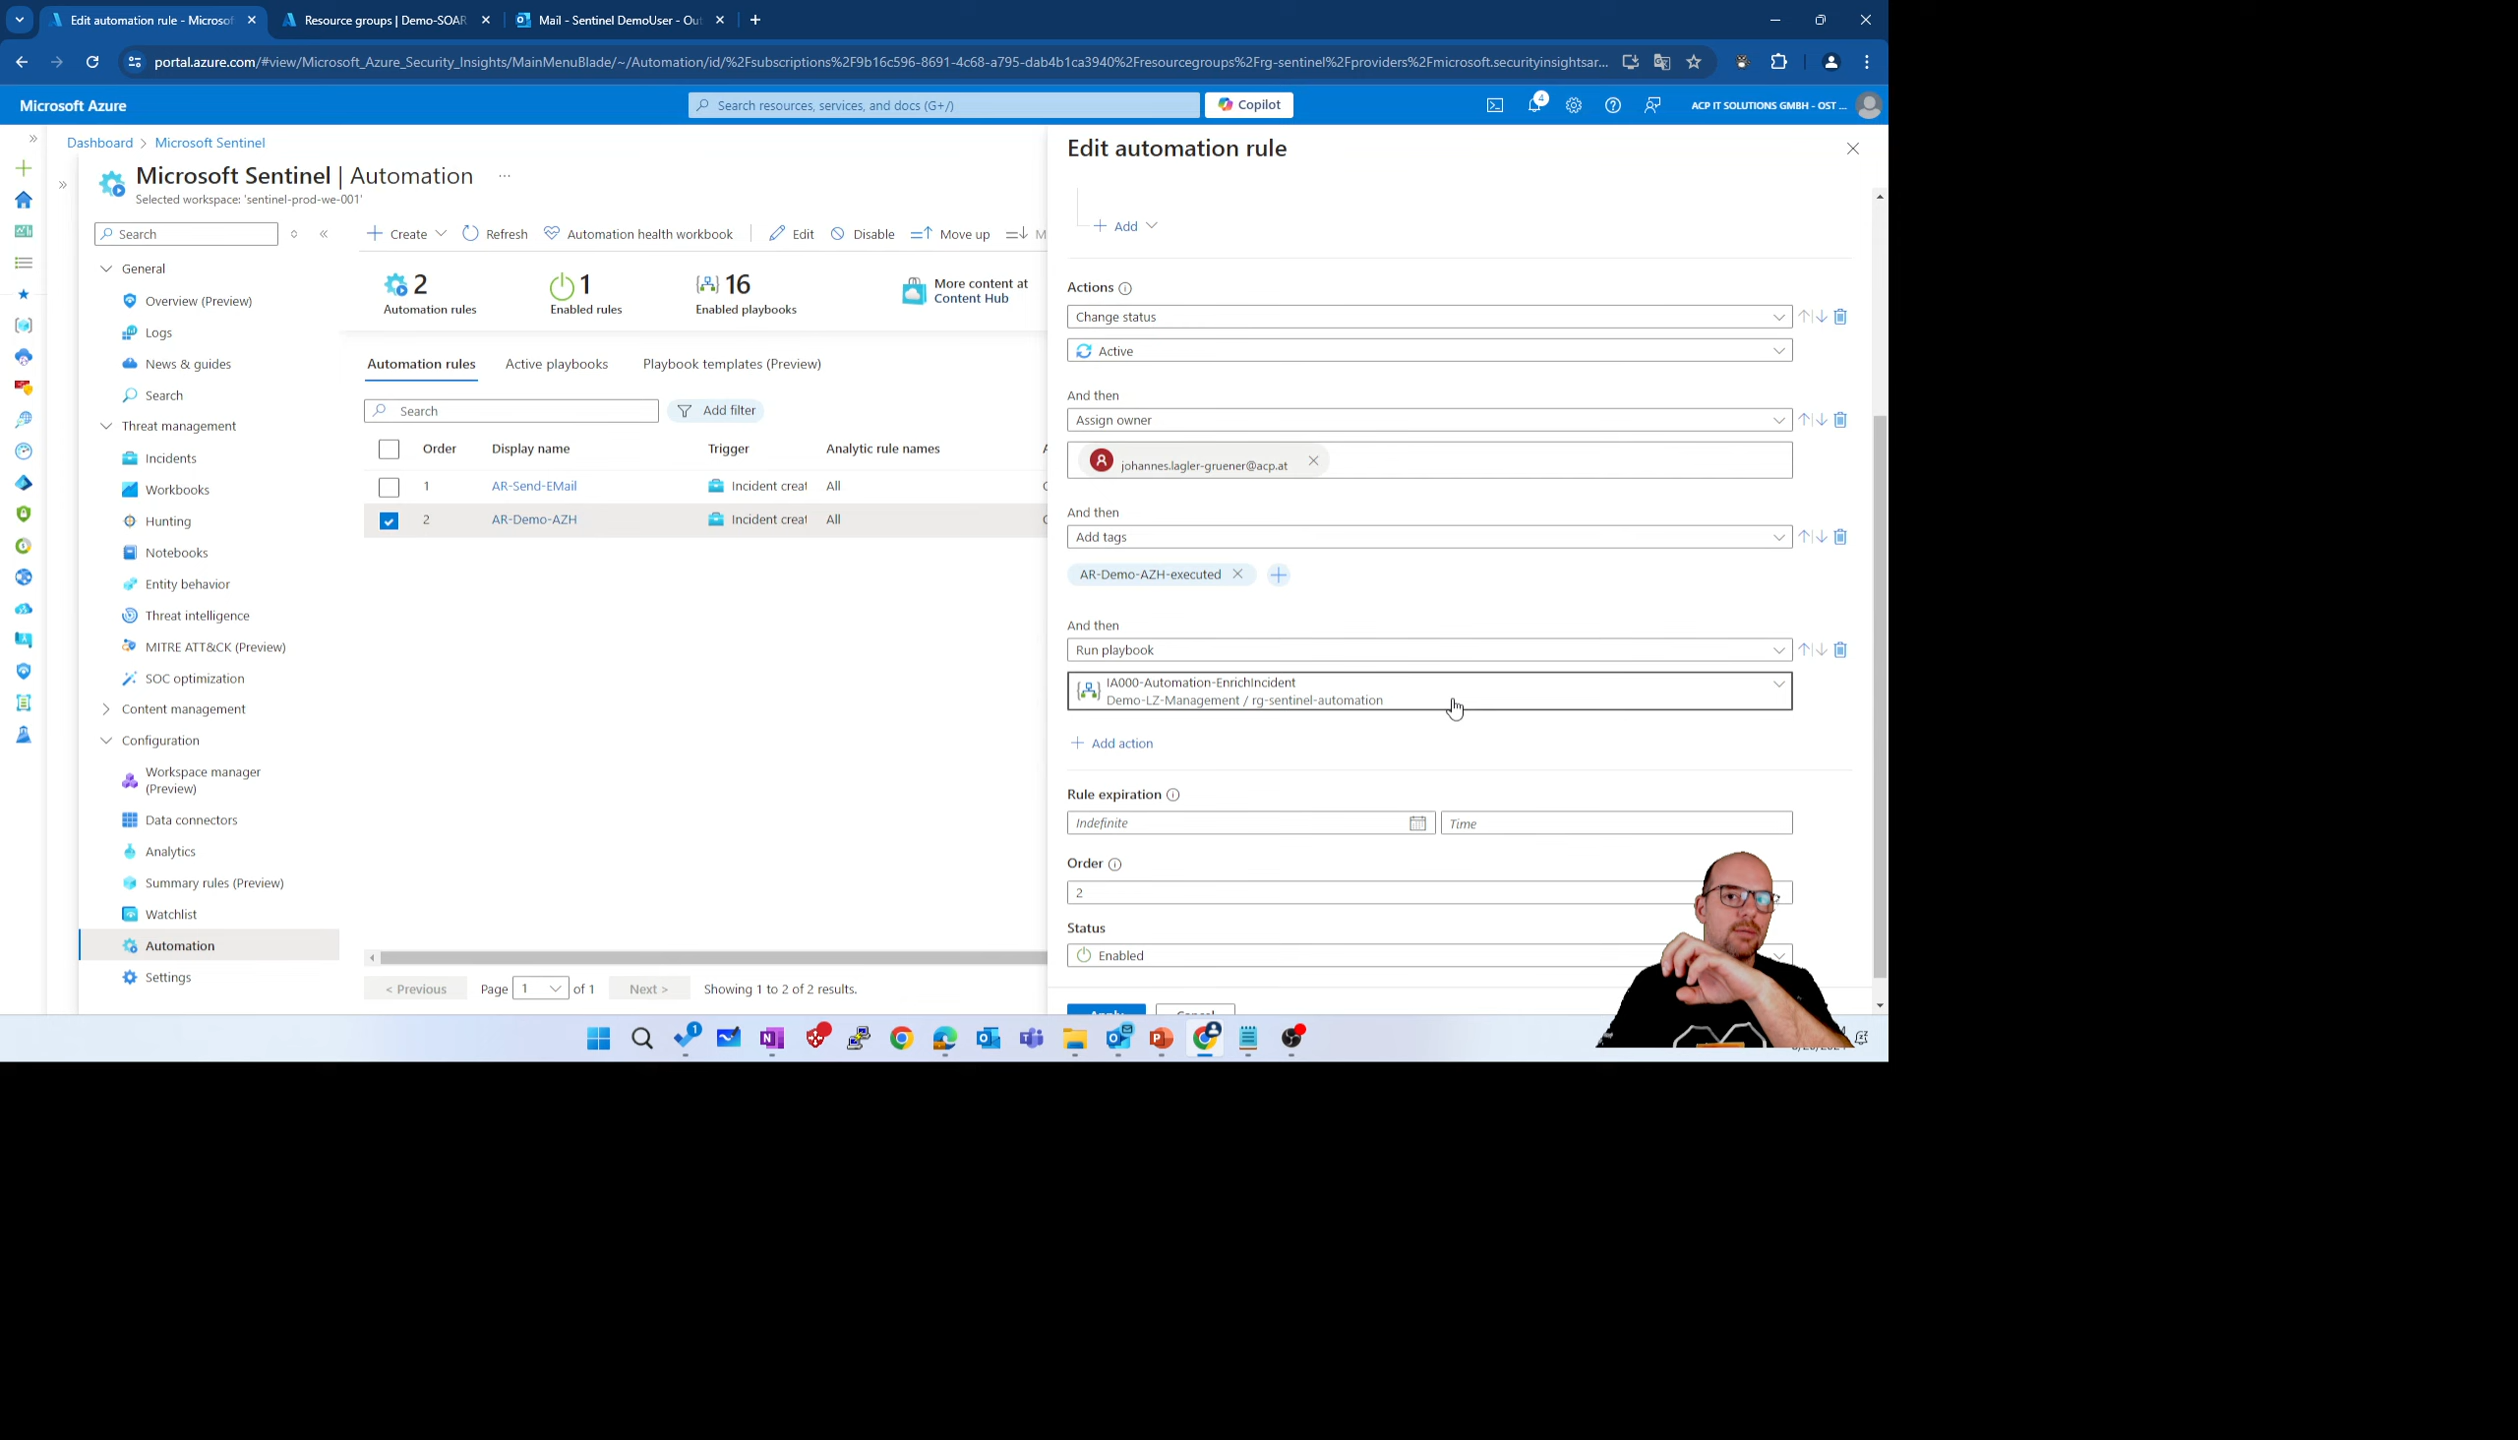 Edit automation rule - Microsof
Resource groups | Demo-SOAR
Mail - Sentinel DemoUser - Out
portal.azure.com/#view/Microsoft_Azure_Security_Insights/MainMenuBlade/~/Automation/id/%2Fsubscriptions%2F9b16c596-8691-4c68-a795-dab4b1ca3940%2Fresourcegroups%2Frg-sentinel%2Fproviders%2Fmicrosoft.securityinsightsar...
Microsoft Azure
Search resources, services, and docs (G+/)
Copilot
4
ACP IT SOLUTIONS GMBH - OST ...
Dashboard > Microsoft Sentinel
Microsoft Sentinel | Automation ...
Selected workspace: 'sentinel-prod-we-001'
Search
General
Overview (Preview)
Logs
News & guides
Search
Threat management
Incidents
Workbooks
Hunting
Notebooks
Entity behavior
Threat intelligence
MITRE ATT&CK (Preview)
SOC optimization
Content management
Configuration
Workspace manager
(Preview)
Data connectors
Analytics
Summary rules (Preview)
Watchlist
Automation
Settings
Create
Refresh
Automation health workbook
Edit
Disable
Move up
M
2
Automation rules
1
Enabled rules
16
Enabled playbooks
More content at
Content Hub
Automation rules
Active playbooks
Playbook templates (Preview)
Search
Add filter
Order Display name Trigger Analytic rule names
1 AR-Send-EMail Incident creat All
2 AR-Demo-AZH Incident creat All
< Previous
Page 1 of 1
Next >
Showing 1 to 2 of 2 results.
Edit automation rule
Add
Actions
Change status
Active
And then
Assign owner
johannes.lagler-gruener@acp.at
And then
Add tags
AR-Demo-AZH-executed
And then
Run playbook
IA000-Automation-EnrichIncident
Demo-LZ-Management / rg-sentinel-automation
Add action
Rule expiration
Indefinite
Time
Order
2
Status
Enabled
Apply
Cancel
1